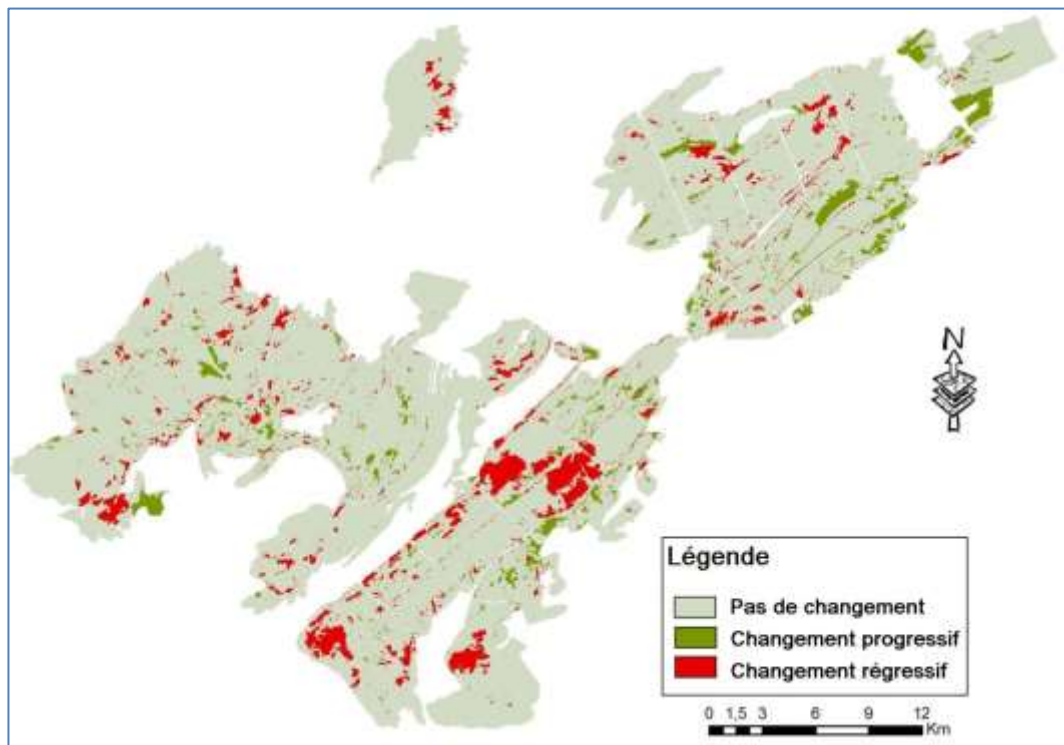 N
Légende
Pas de changement
Changement progressif
Changement régressif
0 1,5 3 6 9 12
Km